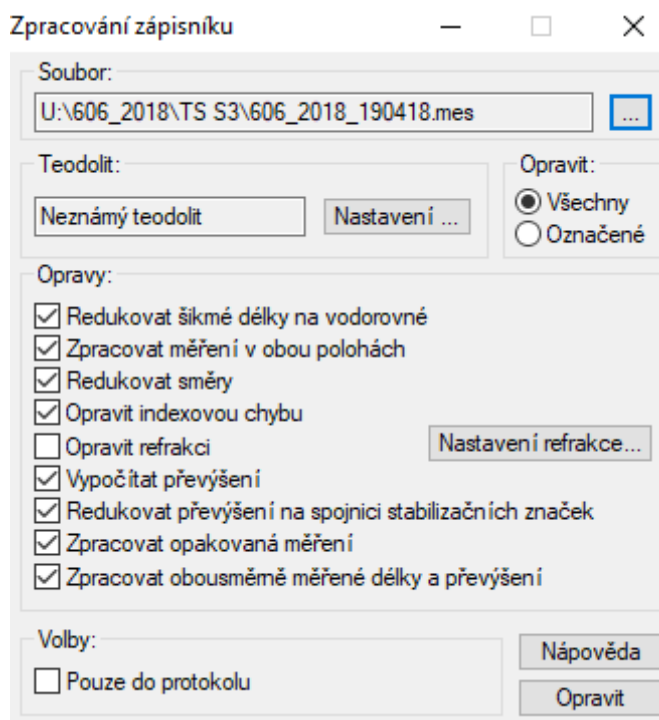 Zpracování zápisníku
Soubor:
U:\606_2018\TS S3\606_2018_190418.mes
...
Teodolit:
Neznámý teodolit
Nastavení ...
Opravit:
Všechny
Označené
Opravy:
Redukovat šikmé délky na vodorovné
Zpracovat měření v obou polohách
Redukovat směry
Opravit indexovou chybu
Opravit refrakci
Nastavení refrakce...
Vypočítat převýšení
Redukovat převýšení na spojnici stabilizačních značek
Zpracovat opakovaná měření
Zpracovat obousměrně měřené délky a převýšení
Volby:
Pouze do protokolu
Nápověda
Opravit